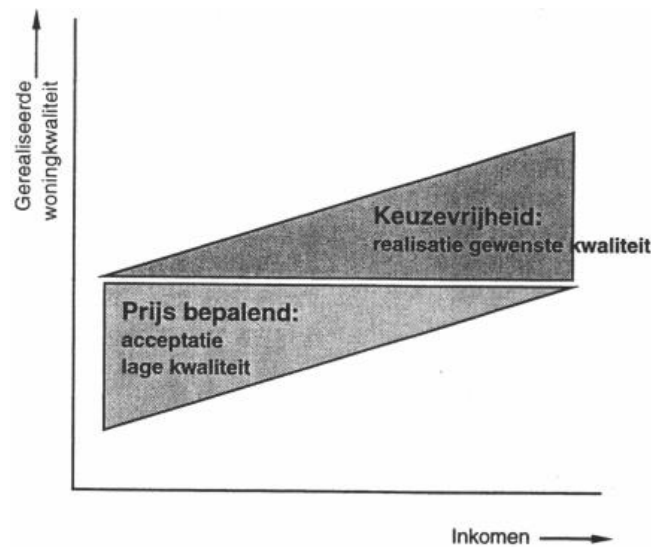 Gerealiseerde
woningkwaliteit
Keuzevrijheid:
realisatie gewenste kwaliteit
Prijs bepalend:
acceptatie
lage kwaliteit
Inkomen